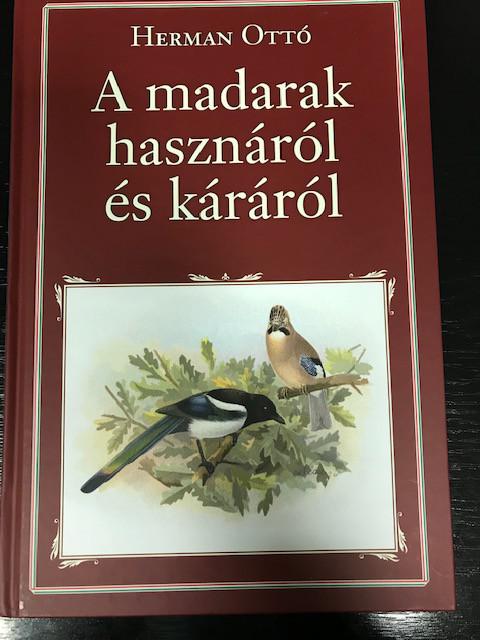 HERMAN OTTÓ
A madarak
hasznáról
és káráról